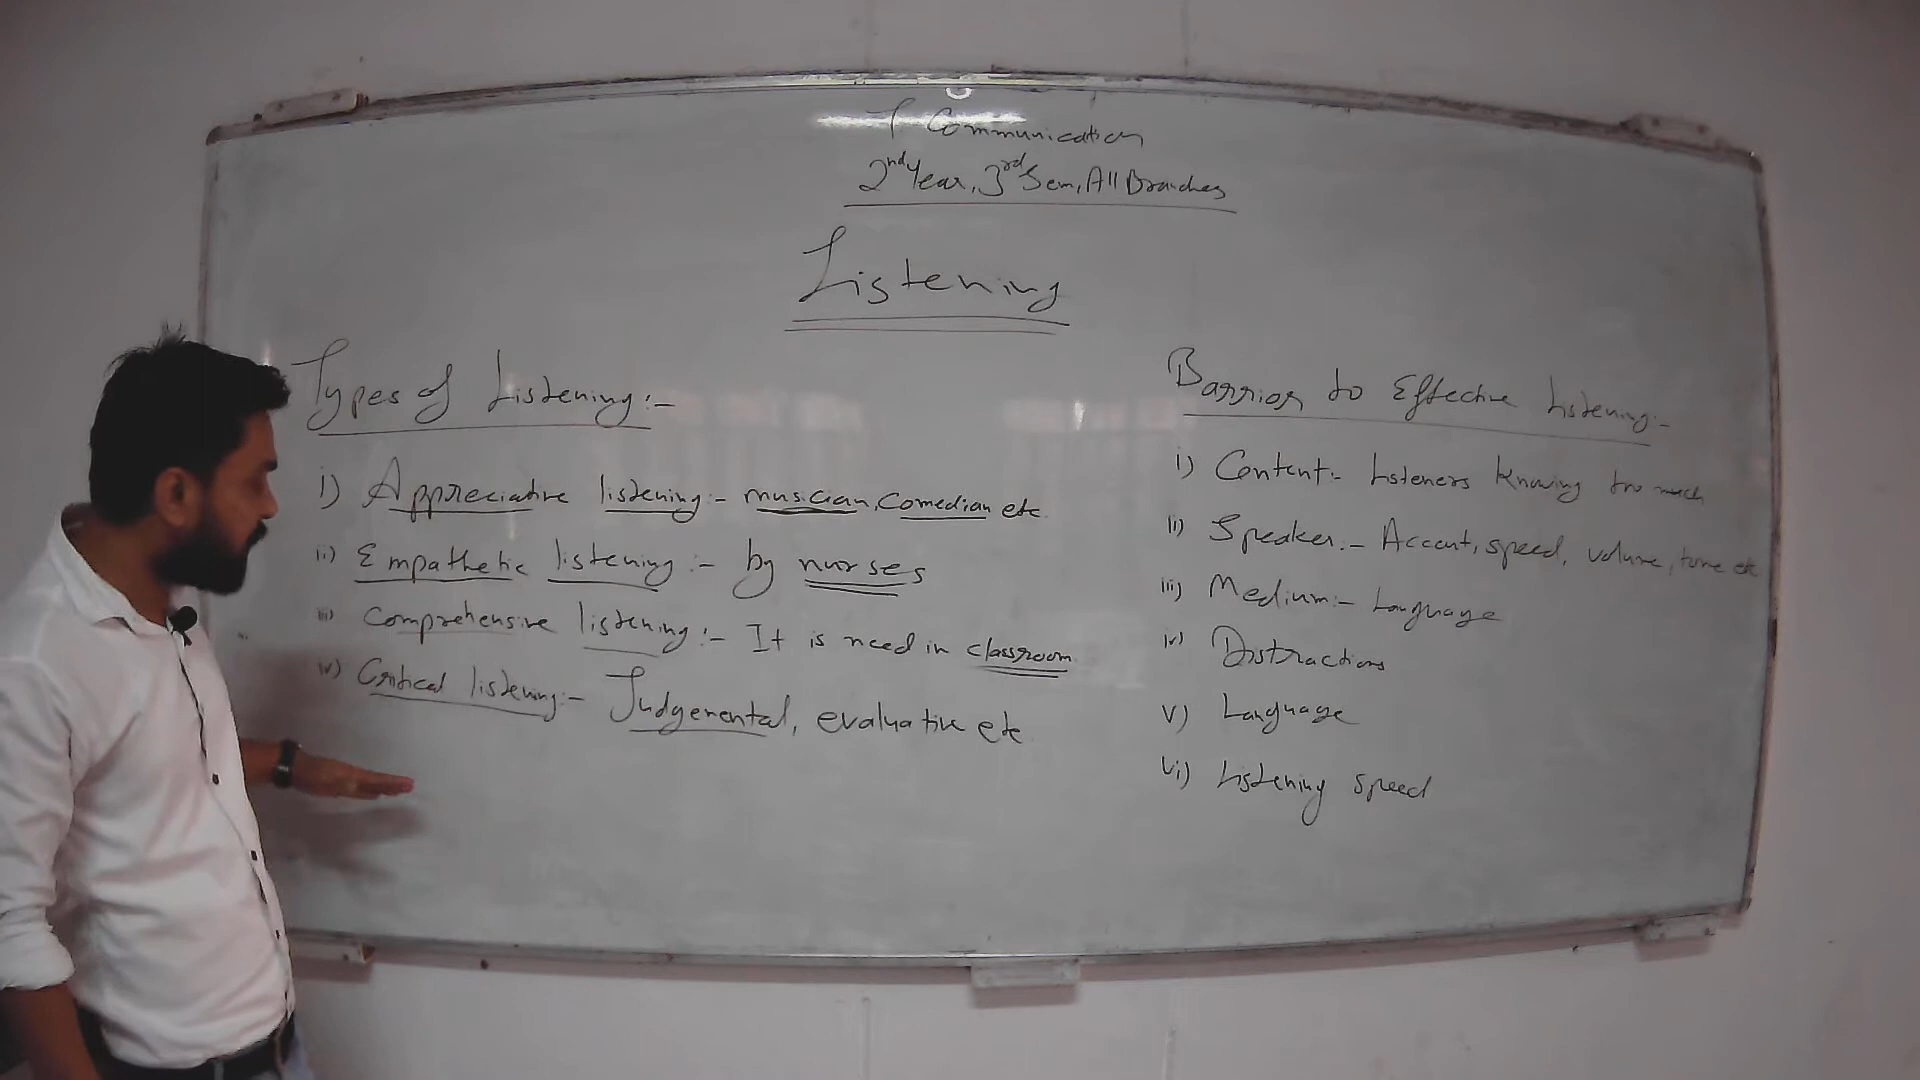 T. Communication
2nd Year, 3rd Sem, All Branches
Listening
Types of Listening:-
i) Appreciative listening:- musician, Comedian etc
ii) Empathetic listening:- by nurses
iii) Comprehensive listening:- It is need in classroom
iv) Critical listening:- Judgemental, evaluative etc
Barrier to Effective Listening:-
i) Content:- Listeners Knowing too much
ii) Speaker:- Accent, speed, volume, tone etc
iii) Medium:- Language
iv) Distractions
v) Language
vi) Listening speed